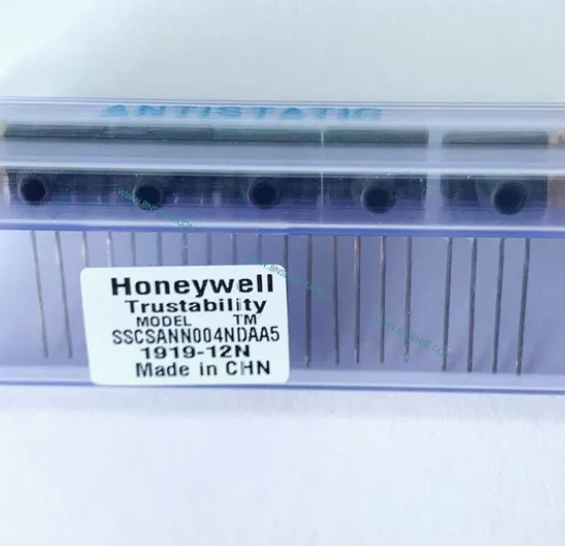 ANTISTATIC
Honeywell
Trustability
MODEL TM
SSCSANN004NDAA5
1919-12N
Made in CHN